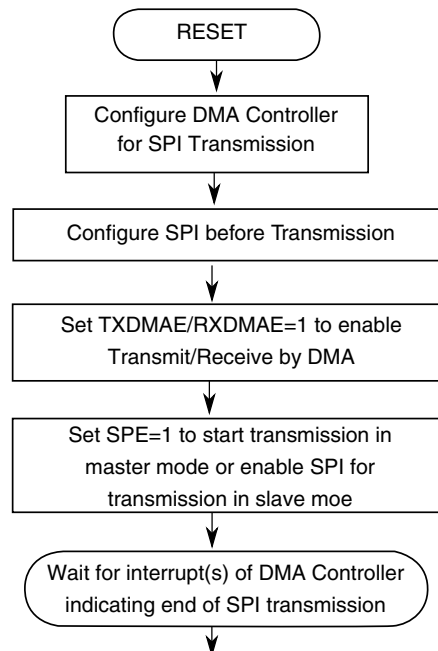 RESET
Configure DMA Controller
for SPI Transmission
Configure SPI before Transmission
Set TXDMAE/RXDMAE=1 to enable
Transmit/Receive by DMA
Set SPE=1 to start transmission in
master mode or enable SPI for
transmission in slave moe
Wait for interrupt(s) of DMA Controller
indicating end of SPI transmission